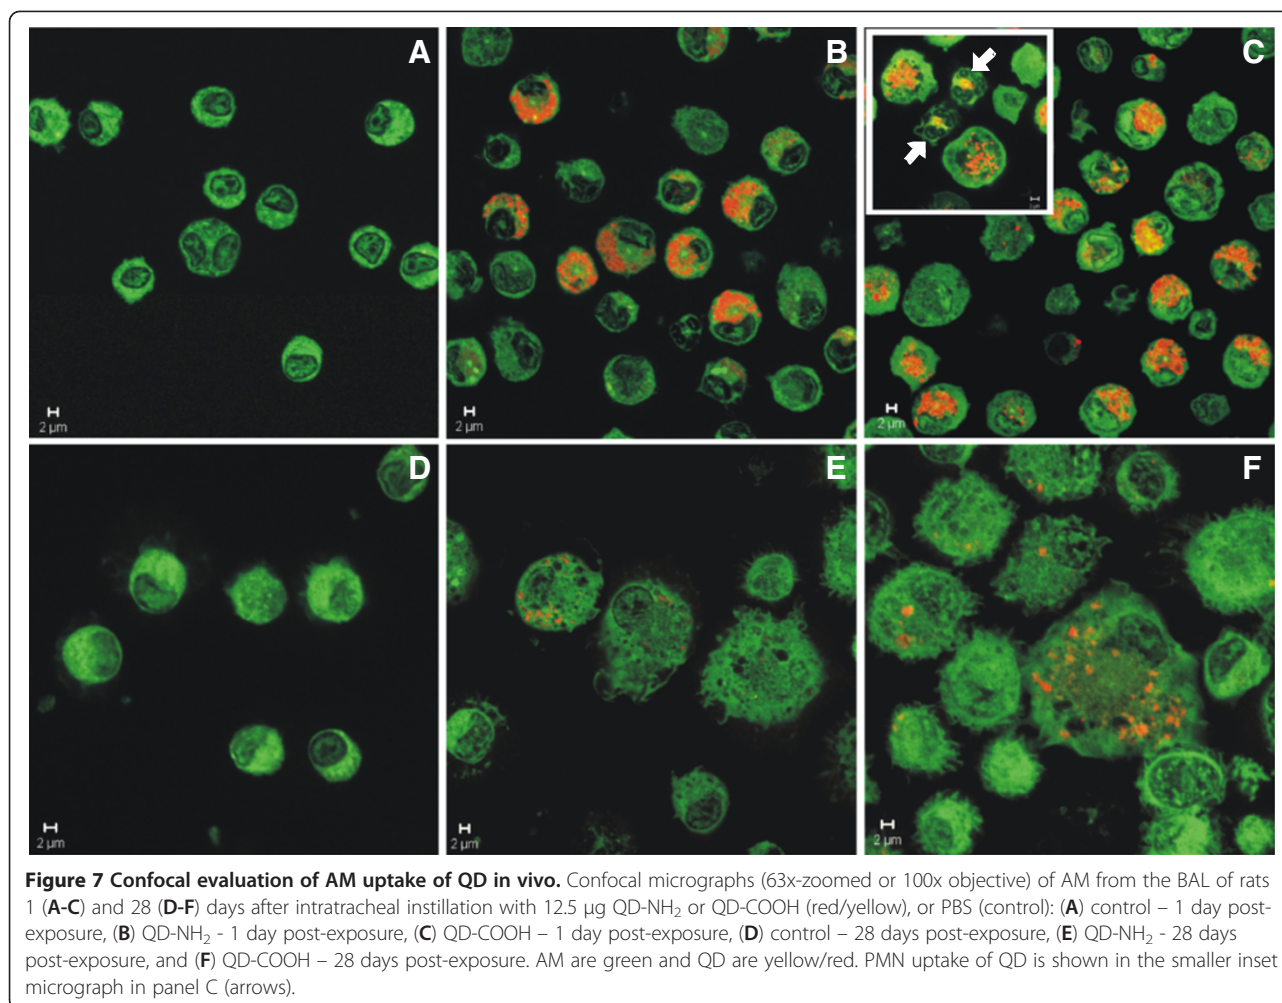 A
B
C
2 μm
2 μm
2 μm
D
E
F
2 μm
2 μm
2 μm
Figure 7 Confocal evaluation of AM uptake of QD in vivo. Confocal micrographs (63x-zoomed or 100x objective) of AM from the BAL of rats
1 (A-C) and 28 (D-F) days after intratracheal instillation with 12.5 μg QD-NH₂ or QD-COOH (red/yellow), or PBS (control): (A) control – 1 day post-
exposure, (B) QD-NH₂ - 1 day post-exposure, (C) QD-COOH – 1 day post-exposure, (D) control – 28 days post-exposure, (E) QD-NH₂ - 28 days
post-exposure, and (F) QD-COOH – 28 days post-exposure. AM are green and QD are yellow/red. PMN uptake of QD is shown in the smaller inset
micrograph in panel C (arrows).